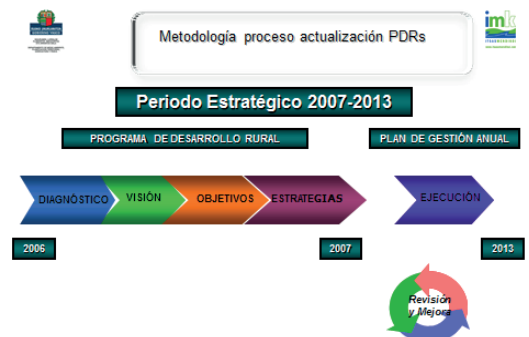 Metodología proceso actualización PDRs
imk
Periodo Estratégico 2007-2013
PROGRAMA DE DESARROLLO RURAL
PLAN DE GESTIÓN ANUAL
DIAGNÓSTICO
VISIÓN
OBJETIVOS
ESTRATEGIAS
EJECUCIÓN
2006
2007
2013
Revisión
y Mejora